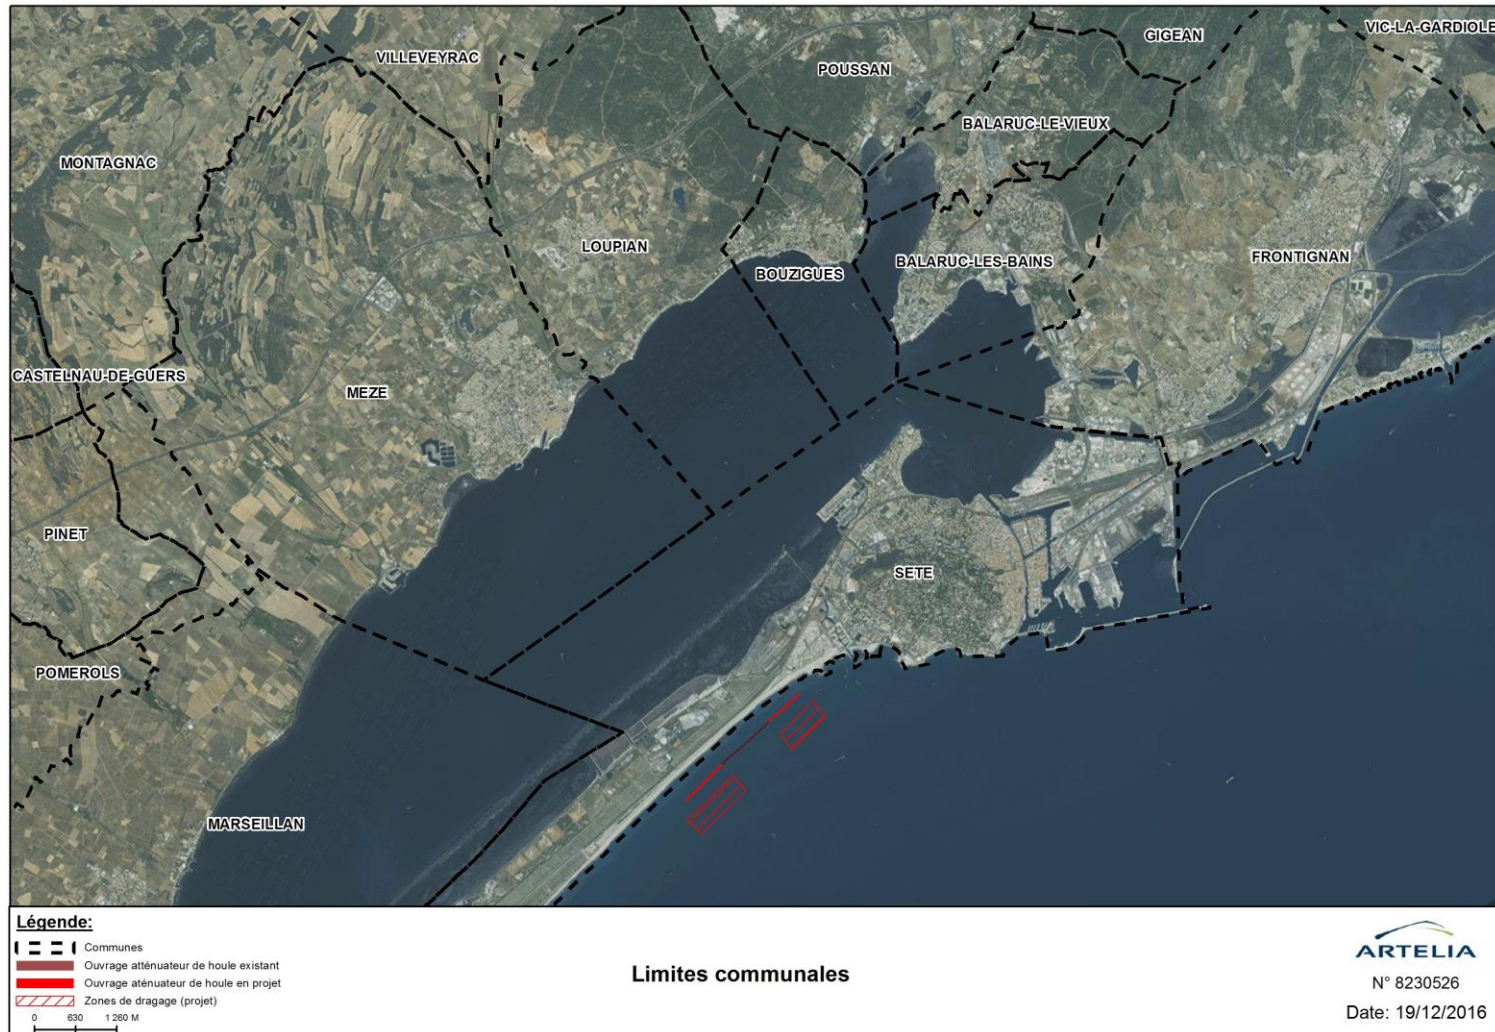 VIC-LA-GARDIOLE
GIGEAN
VILLEVEYRAC
POUSSAN
BALARUC-LE-VIEUX
MONTAGNAC
LOUPIAN
BOUZIGUES
BALARUC-LES-BAINS
FRONTIGNAN
CASTELNAU-DE-GUERS
MEZE
PINET
SETE
POMEROLS
MARSEILLAN
Légende:
Communes
Ouvrage atténuateur de houle existant
Ouvrage aténuateur de houle en projet
Zones de dragage (projet)
0 630 1 260 M
Limites communales
ARTELIA
N° 8230526
Date: 19/12/2016